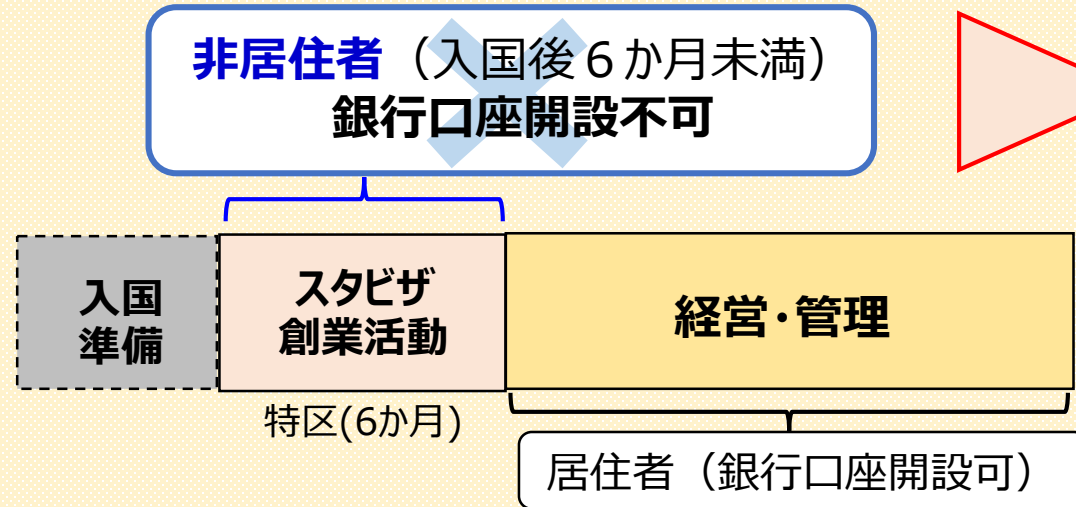 非居住者（入国後６か月未満）
銀行口座開設不可
入国
準備
スタビザ
創業活動
経営･管理
特区(6か月)
居住者（銀行口座開設可）